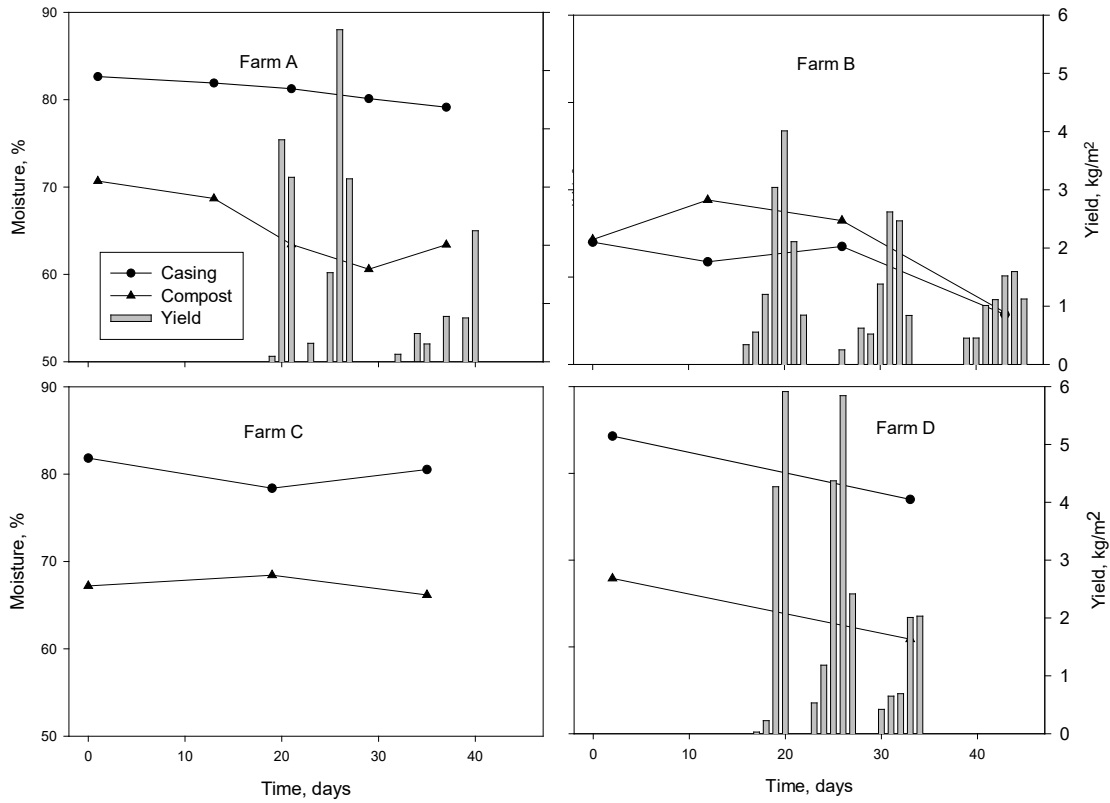 90
80
70
60
50
Moisture, %
Farm A
Casing
Compost
Yield
Farm B
6
5
4
3
2
1
0
Yield, kg/m²
90
80
70
60
50
Moisture, %
Farm C
0
10
20
30
40
Time, days
Farm D
6
5
4
3
2
1
0
Yield, kg/m²
0
10
20
30
40
Time, days